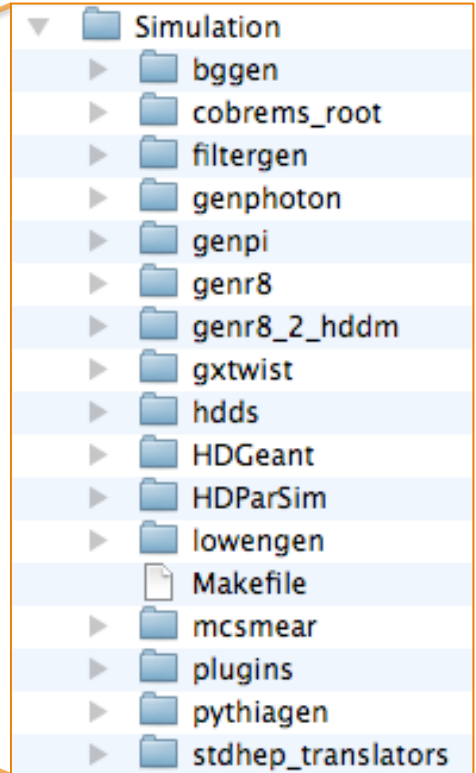 Simulation
bggen
cobrems_root
filtergen
genphoton
genpi
genr8
genr8_2_hddm
gxtwist
hdds
HDGeant
HDParSim
lowengen
Makefile
mcsmear
plugins
pythiagen
stdhep_translators